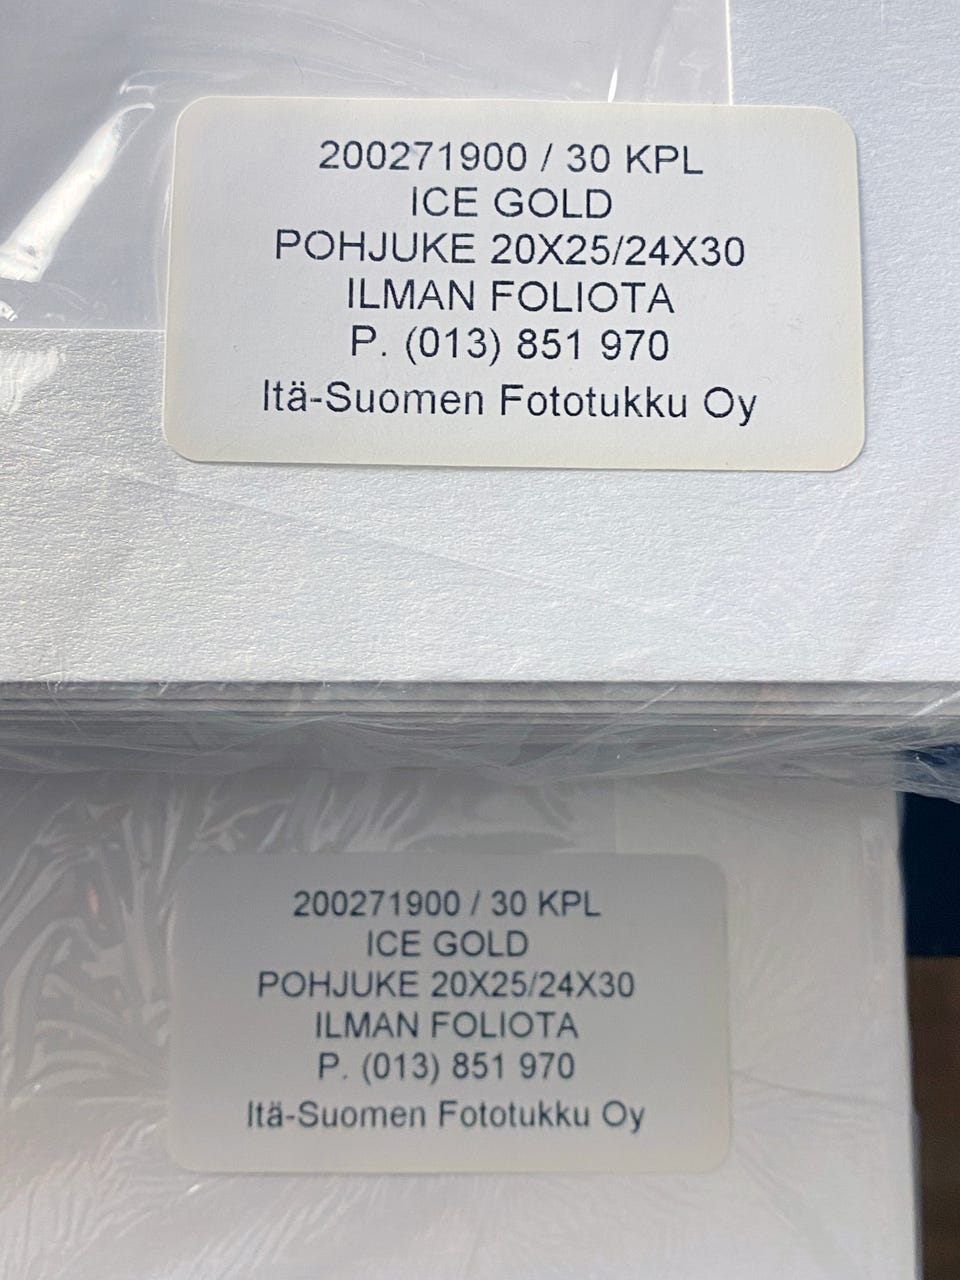 200271900 / 30 KPL
ICE GOLD
POHJUKE 20X25/24X30
ILMAN FOLIOTA
P. (013) 851 970
Itä-Suomen Fototukku Oy
200271900 / 30 KPL
ICE GOLD
POHJUKE 20X25/24X30
ILMAN FOLIOTA
P. (013) 851 970
Itä-Suomen Fototukku Oy